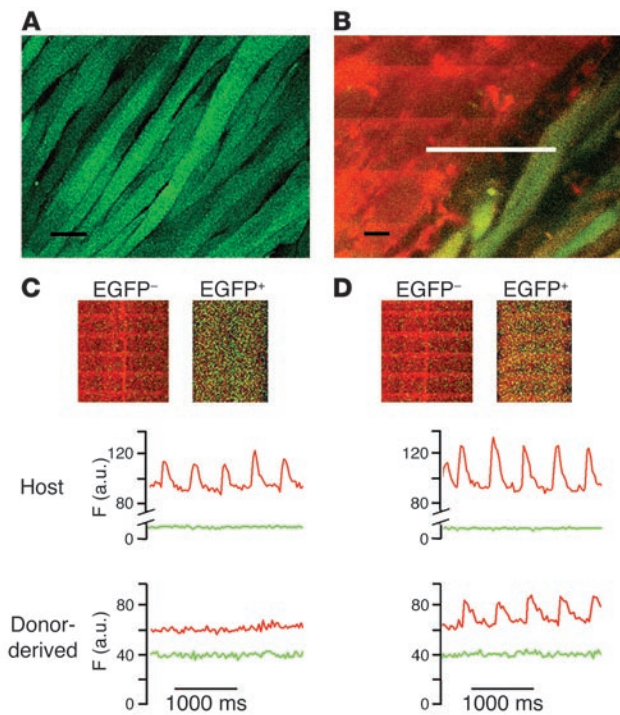 A
B
C
EGFP⁻ EGFP⁺
D
EGFP⁻ EGFP⁺
Host
F (a.u.)
120
80
0
120
80
0
Donor-
derived
F (a.u.)
80
40
0
80
40
0
1000 ms
1000 ms